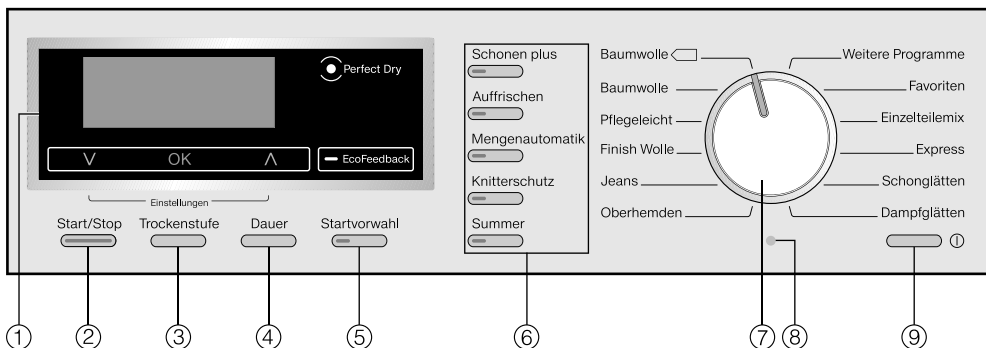 Perfect Dry
OK
EcoFeedback
Einstellungen
Start/Stop
Trockenstufe
Dauer
Startvorwahl
Schonen plus
Auffrischen
Mengenautomatik
Knitterschutz
Summer
Baumwolle
Baumwolle
Pflegeleicht
Finish Wolle
Jeans
Oberhemden
Weitere Programme
Favoriten
Einzelteilemix
Express
Schonglätten
Dampfglätten
① ② ③ ④ ⑤ ⑥ ⑦ ⑧ ⑨